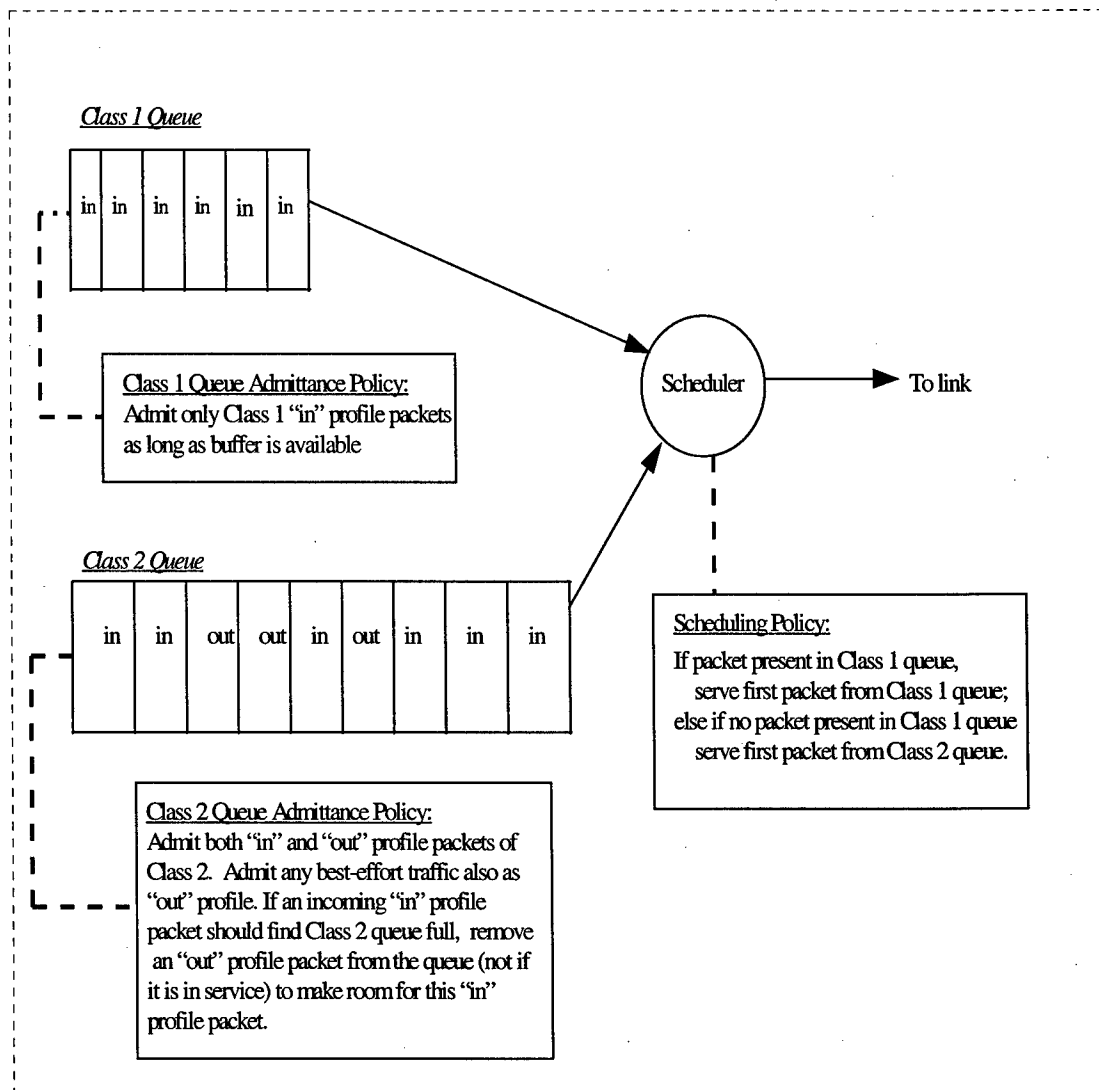 Class 1 Queue
in in in in in in
Class 1 Queue Admittance Policy:
Admit only Class 1 “in” profile packets
as long as buffer is available
Scheduler
To link
Class 2 Queue
in in out out in out in in in
Scheduling Policy:
If packet present in Class 1 queue,
serve first packet from Class 1 queue;
else if no packet present in Class 1 queue
serve first packet from Class 2 queue.
Class 2 Queue Admittance Policy:
Admit both “in” and “out” profile packets of
Class 2. Admit any best-effort traffic also as
“out” profile. If an incoming “in” profile
packet should find Class 2 queue full, remove
an “out” profile packet from the queue (not if
it is in service) to make room for this “in”
profile packet.